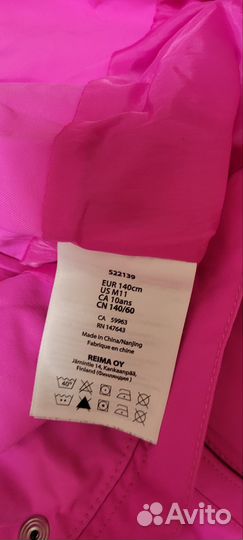 522139
EUR 140cm
US M11
CA 10ans
CN 140/60
CA 59963
RN 147643
Made in China/Nanjing
Fabrique en chine
REIMA OY
Jämintie 14, Kankaanpää,
Finland (Финляндия)
40°
Avito